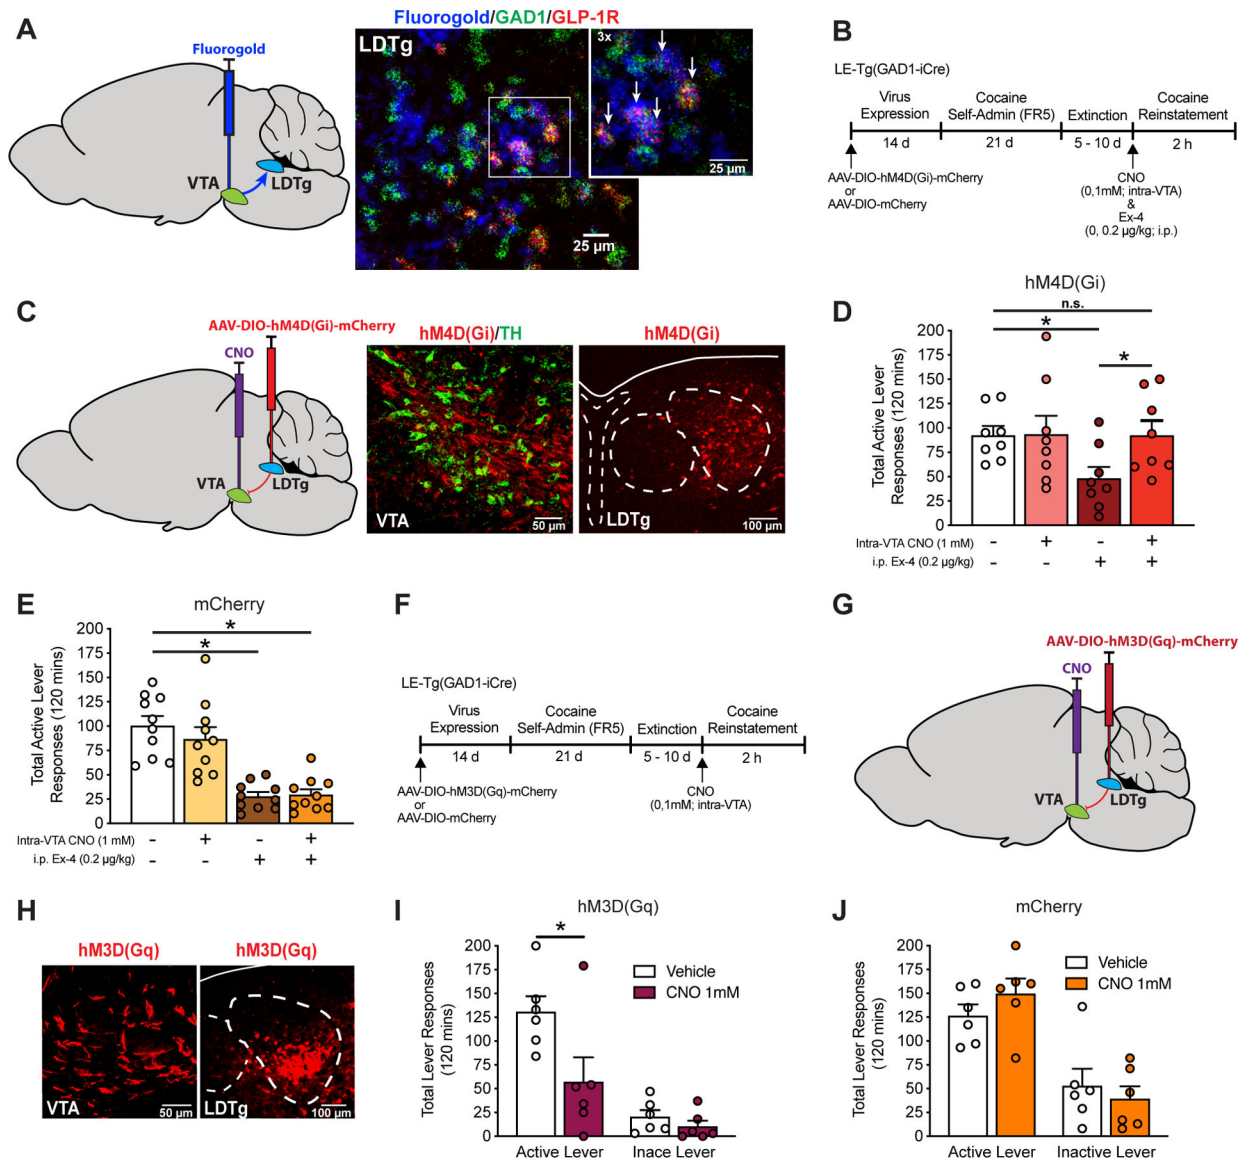 A
Fluorogold
VTA
LDTg
Fluorogold/GAD1/GLP-1R
LDTg
3x
25 µm
25 µm
B
LE-Tg(GAD1-iCre)
Virus
Expression
Cocaine
Self-Admin (FR5)
Extinction
Cocaine
Reinstatement
14 d
21 d
5 - 10 d
2 h
AAV-DIO-hM4D(Gi)-mCherry
or
AAV-DIO-mCherry
CNO
(0,1mM; intra-VTA)
&
Ex-4
(0, 0.2 µg/kg; i.p.)
C
AAV-DIO-hM4D(Gi)-mCherry
CNO
VTA
LDTg
hM4D(Gi)/TH
VTA
50 µm
hM4D(Gi)
LDTg
100 µm
D
hM4D(Gi)
n.s.
*
*
Total Active Lever
Responses (120 mins)
200
175
150
125
100
75
50
25
0
Intra-VTA CNO (1 mM) - + - +
i.p. Ex-4 (0.2 µg/kg) - - + +
E
mCherry
*
*
Total Active Lever
Responses (120 mins)
200
175
150
125
100
75
50
25
0
Intra-VTA CNO (1 mM) - + - +
i.p. Ex-4 (0.2 µg/kg) - - + +
F
LE-Tg(GAD1-iCre)
Virus
Expression
Cocaine
Self-Admin (FR5)
Extinction
Cocaine
Reinstatement
14 d
21 d
5 - 10 d
2 h
AAV-DIO-hM3D(Gq)-mCherry
or
AAV-DIO-mCherry
CNO
(0,1mM; intra-VTA)
G
AAV-DIO-hM3D(Gq)-mCherry
CNO
VTA
LDTg
H
hM3D(Gq)
VTA
50 µm
hM3D(Gq)
LDTg
100 µm
I
hM3D(Gq)
*
Total Lever Responses
(120 mins)
200
175
150
125
100
75
50
25
0
Vehicle
CNO 1mM
Active Lever
Inace Lever
J
mCherry
Total Lever Responses
(120 mins)
200
175
150
125
100
75
50
25
0
Vehicle
CNO 1mM
Active Lever
Inactive Lever